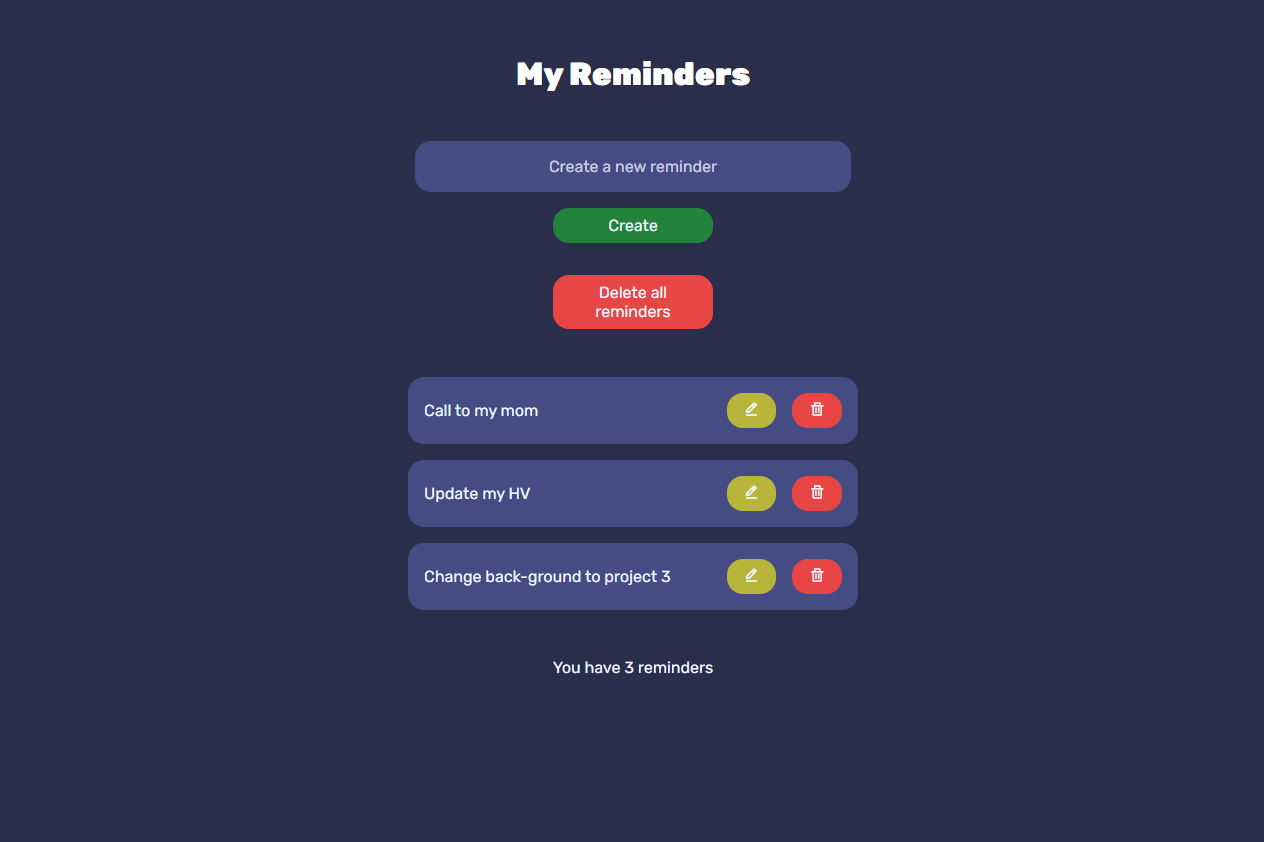 My Reminders
Create a new reminder
Create
Delete all
reminders
Call to my mom
Update my HV
Change back-ground to project 3
You have 3 reminders